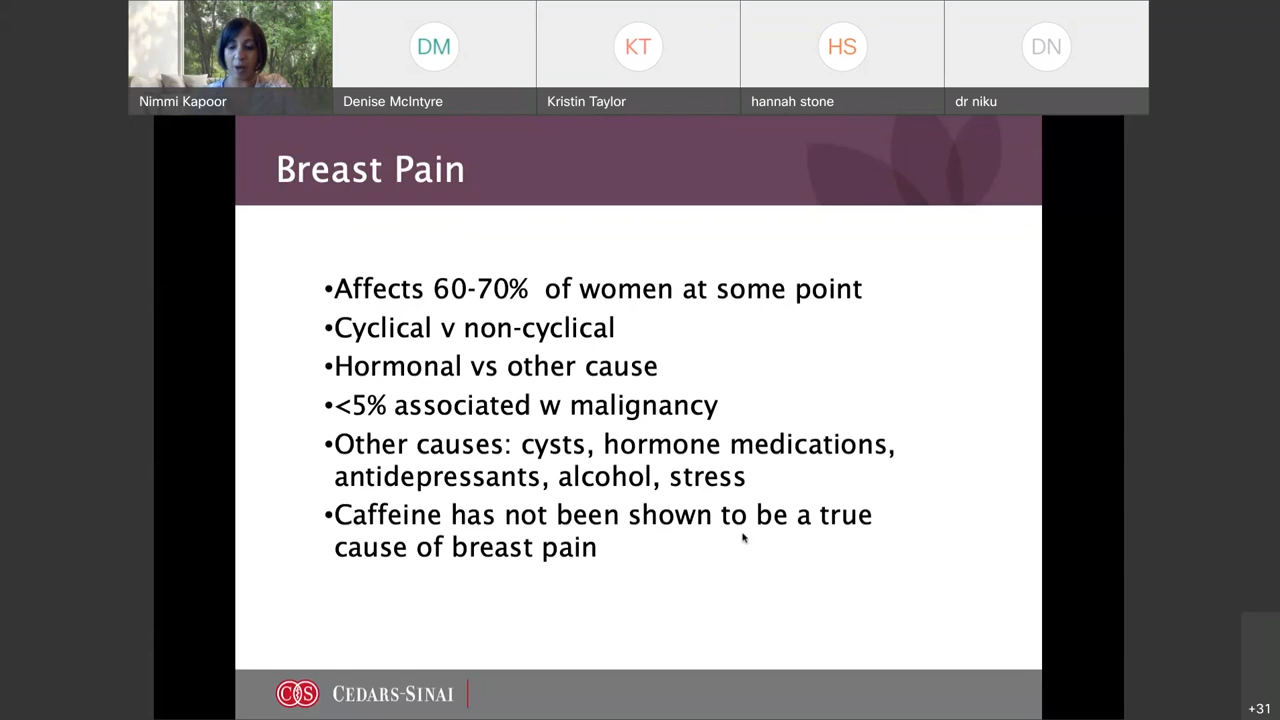 DM
KT
HS
DN
Nimmi Kapoor
Denise McIntyre
Kristin Taylor
hannah stone
dr niku
Breast Pain
•Affects 60-70%  of women at some point
•Cyclical v non-cyclical
•Hormonal vs other cause
•<5% associated w malignancy
•Other causes: cysts, hormone medications,
antidepressants, alcohol, stress
•Caffeine has not been shown to be a true
cause of breast pain
CS CEDARS-SINAI
+31